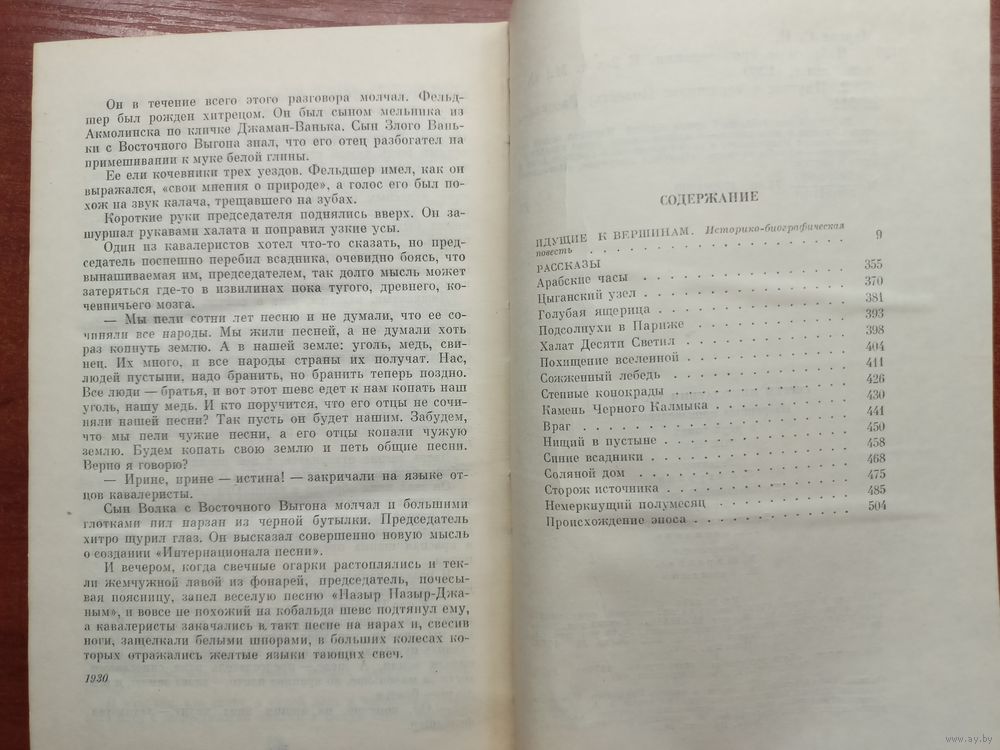 Он в течение всего этого разговора молчал. Фельд-
шер был рожден хитрецом. Он был сыном мельника из
Акмолинска по кличке Джаман-Ванька. Сын Злого Вань-
ки с Восточного Выгона знал, что его отец разбогател на
примешивании к муке белой глины.
Ее ели кочевники трех уездов. Фельдшер имел, как он
выражался, «свои мнения о природе», а голос его был по-
хож на звук калача, трещавшего на зубах.
Короткие руки председателя поднялись вверх. Он за-
шуршал рукавами халата и поправил узкие усы.
Один из кавалеристов хотел что-то сказать, но пред-
седатель поспешно перебил всадника, очевидно боясь, что
вынашиваемая им, председателем, так долго мысль может
затеряться где-то в извилинах пока тугого, древнего, ко-
чевничьего мозга.
— Мы пели сотни лет песню и не думали, что ее со-
чиняли все народы. Мы жили песней, а не думали хоть
раз копнуть землю. А в нашей земле: уголь, медь, сви-
нец. Их много, и все народы страны их получат. Нас,
людей пустыни, надо бранить, но бранить теперь поздно.
Все люди — братья, и вот этот шевс едет к нам копать наш
уголь, нашу медь. И кто поручится, что его отцы не сочи-
няли нашей песни? Так пусть он будет нашим. Забудем,
что мы пели чужие песни, а его отцы копали чужую
землю. Будем копать свою землю и петь общие песни.
Верно я говорю?
— Ирине, ирине — истина! — закричали на языке от-
цов кавалеристы.
Сын Волка с Восточного Выгона молчал и большими
глотками пил нарзан из черной бутылки. Председатель
хитро щурил глаз. Он высказал совершенно новую мысль
о создании «Интернационала песни».
И вечером, когда свечные огарки растоплялись и тек-
ли жемчужной лавой из фонарей, председатель, почесы-
вая поясницу, запел веселую песню «Назыр Назыр-Джа-
ным», и вовсе не похожий на кобальда шевс подтянул ему,
а кавалеристы закачались в такт песне на нарах и, свесив
ноги, защелкали белыми шпорами, в больших колесах ко-
торых отражались желтые языки тающих свеч.
1930
СОДЕРЖАНИЕ
ИДУЩИЕ К ВЕРШИНАМ. Историко-биографическая
повесть . . . . . . . . . . . . . . . 9
РАССКАЗЫ
Арабские часы . . . . . . . . . . . . 355
Цыганский узел . . . . . . . . . . . . 370
Голубая ящерица . . . . . . . . . . . 381
Подсолнухи в Париже . . . . . . . . . 393
Халат Десяти Светил . . . . . . . . . 398
Похищение вселенной . . . . . . . . . 404
Сожженный лебедь . . . . . . . . . . 411
Степные конокрады . . . . . . . . . . 426
Камень Черного Калмыка . . . . . . . 430
Враг . . . . . . . . . . . . . . . . 441
Нищий в пустыне . . . . . . . . . . . 450
Синие всадники . . . . . . . . . . . 458
Соляной дом . . . . . . . . . . . . . 468
Сторож источника . . . . . . . . . . 475
Немеркнущий полумесяц . . . . . . . . 485
Происхождение эпоса . . . . . . . . . 504
www.ay.by